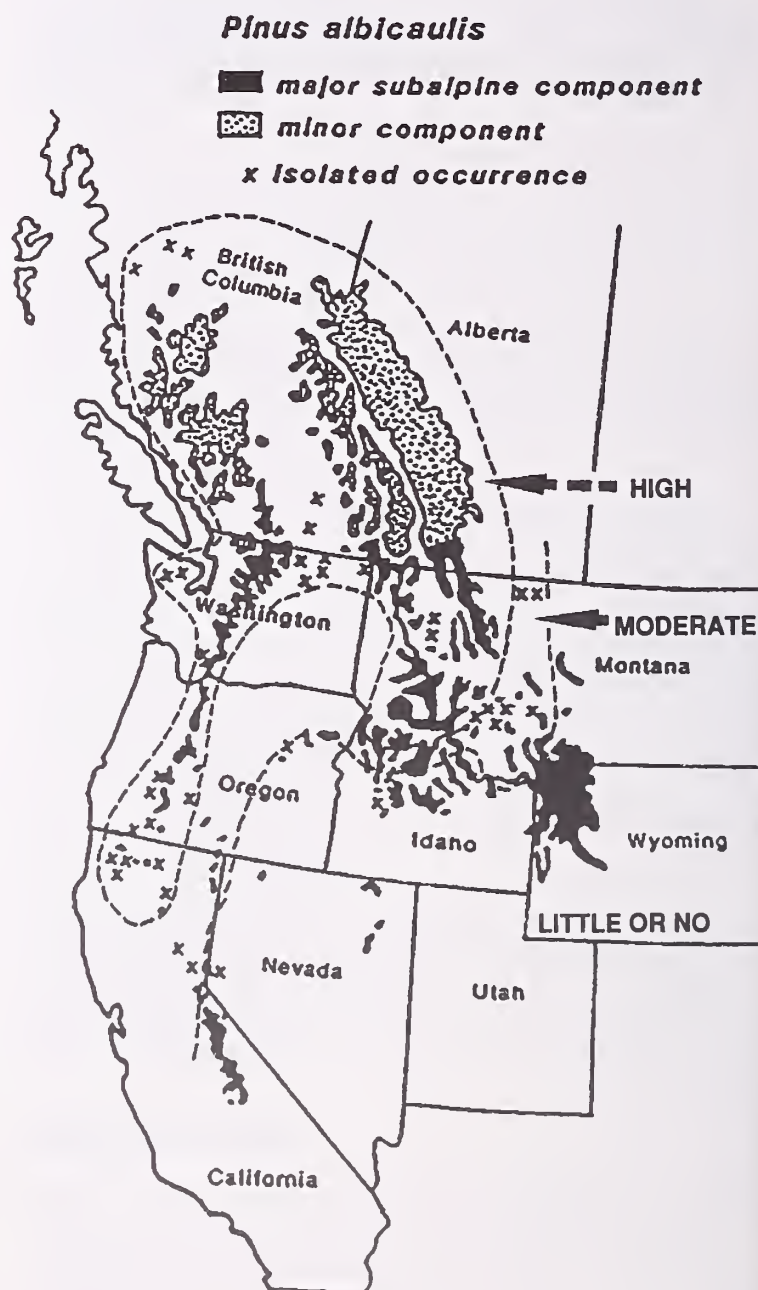 Pinus albicaulis
major subalpine component
minor component
x isolated occurrence
British
Columbia
Alberta
HIGH
Washington
MODERATE
Montana
Oregon
Idaho
Wyoming
LITTLE OR NO
Nevada
Utah
California